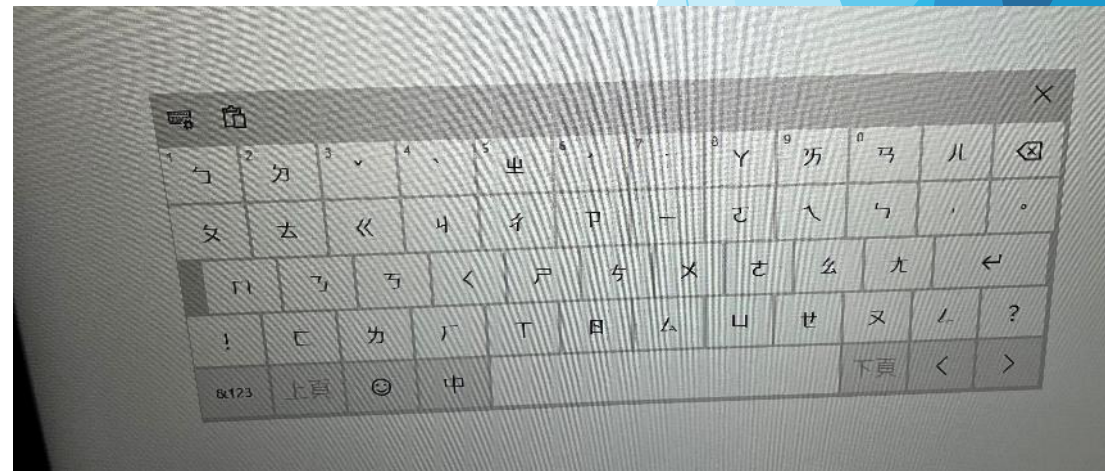 1 ㄅ 2 ㄉ 3 ˇ 4 ˋ 5 ㄓ 6 ˊ 7 ˙ 8 ㄚ 9 ㄞ 0 ㄢ ㄦ
ㄆ ㄊ ㄍ ㄐ ㄔ ㄗ ㄧ ㄛ ㄟ ㄣ , 。
ㄇ ㄋ ㄎ ㄑ ㄕ ㄘ ㄨ ㄜ ㄠ ㄤ
! ㄈ ㄌ ㄏ ㄒ ㄖ ㄙ ㄩ ㄝ ㄡ ㄥ ?
&123 上頁 中 下頁 < >